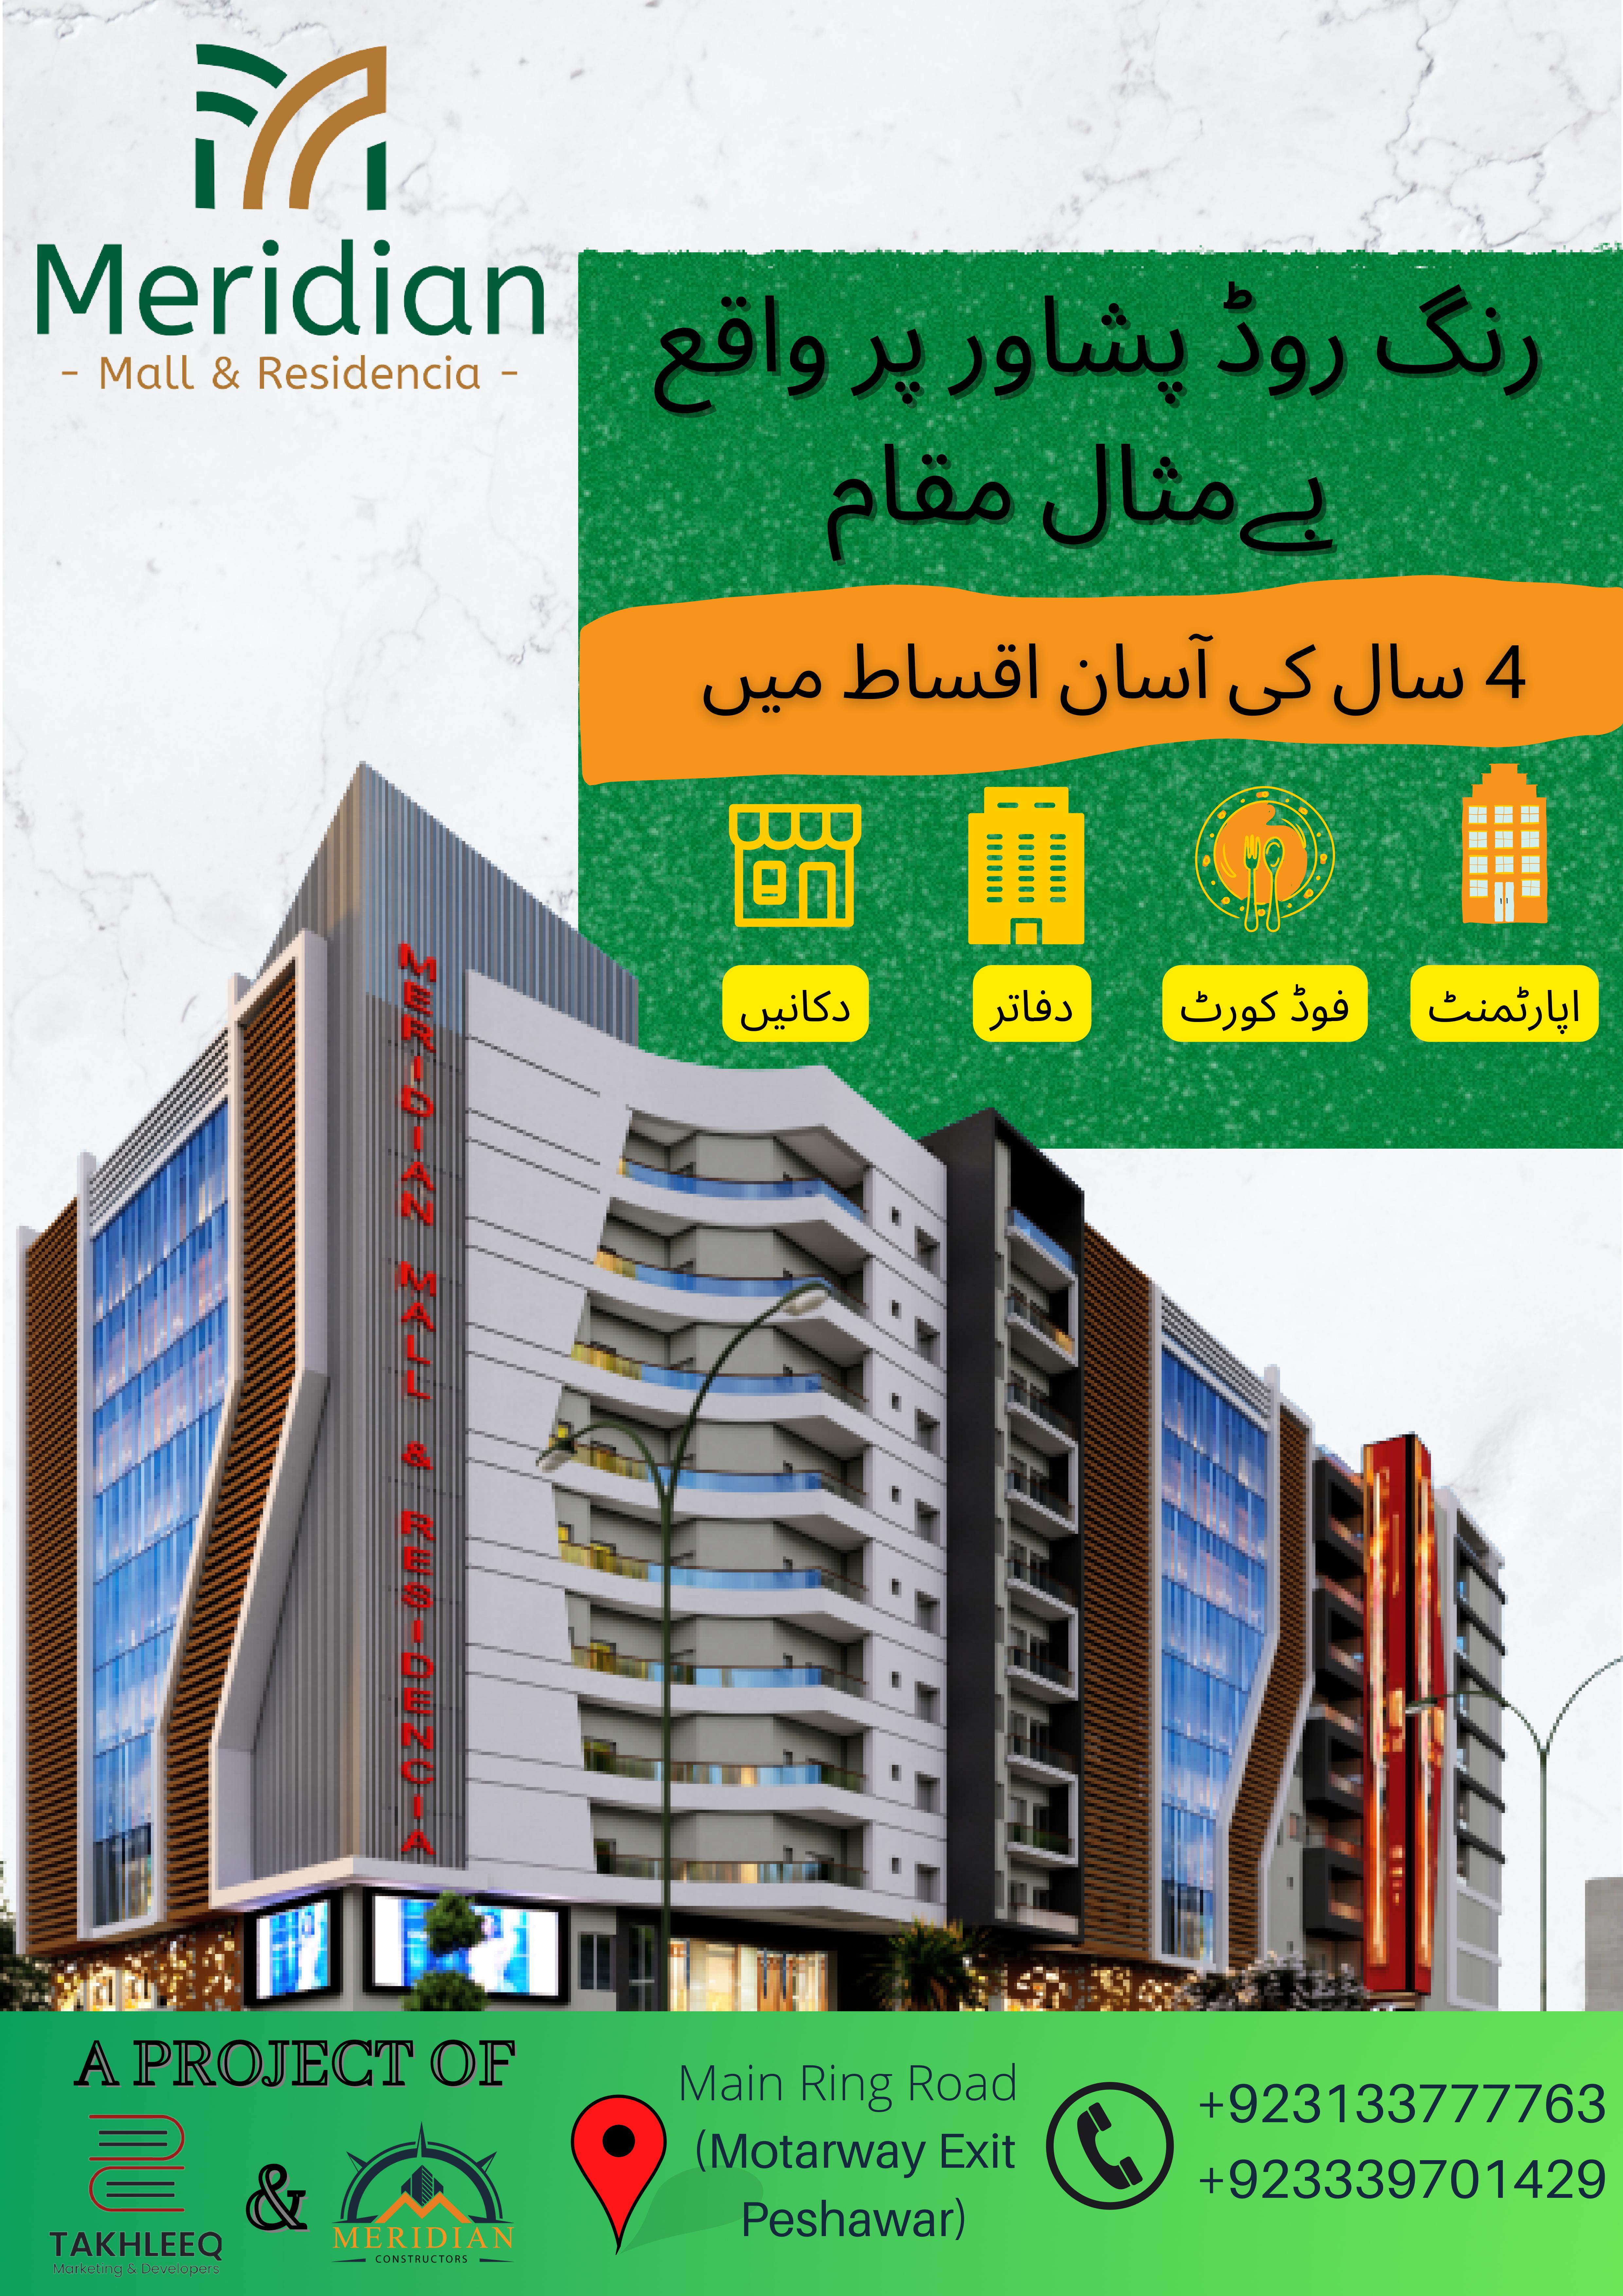 Meridian
- Mall & Residencia -
رنگ روڈ پشاور پر واقع
بےمثال مقام
4 سال کی آسان اقساط میں
اپارٹمنٹ
فوڈ کورٹ
دفاتر
دکانیں
MERIDIAN MALL & RESIDENCIA
A PROJECT OF
TAKHLEEQ
Marketing & Developers
&
MERIDIAN
CONSTRUCTORS
Main Ring Road
(Motarway Exit
Peshawar)
+923133777763
+923339701429